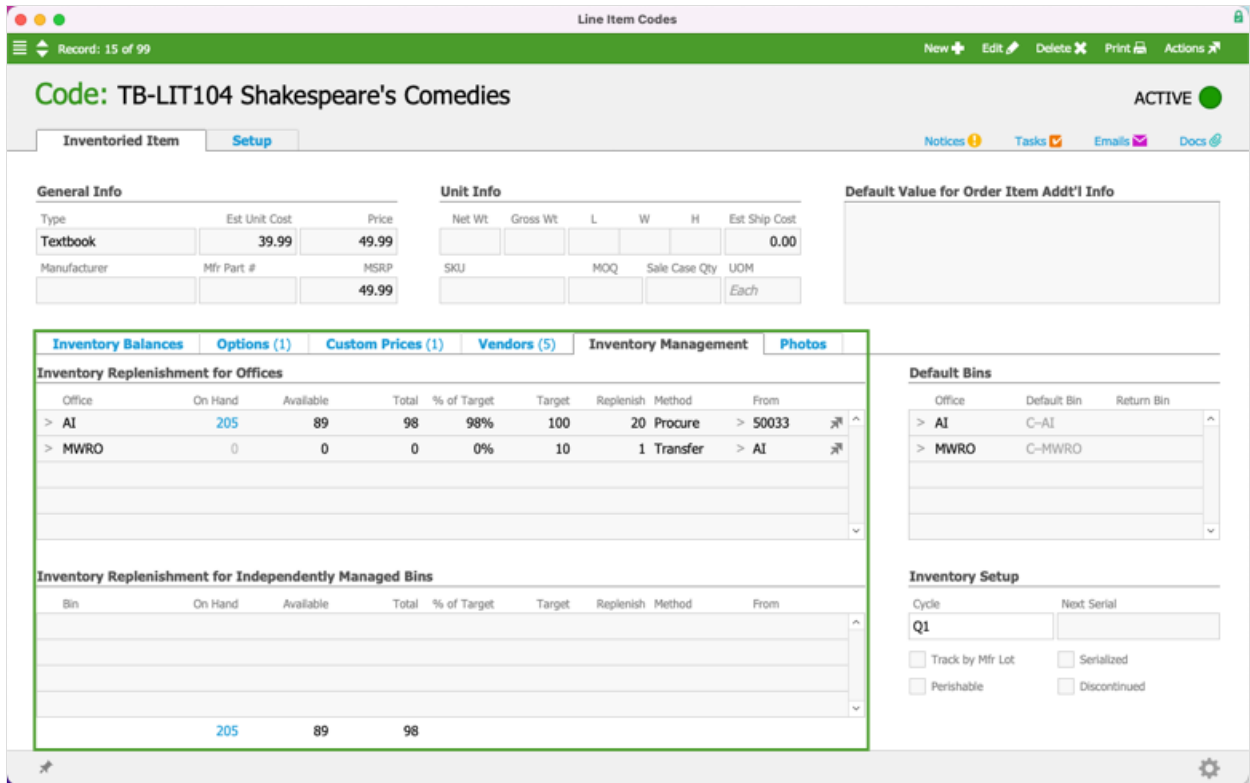 Line Item Codes
Record: 15 of 99 New Edit Delete Print Actions
Code: TB-LIT104 Shakespeare's Comedies ACTIVE
Inventoried Item Setup Notices Tasks Emails Docs
General Info Unit Info Default Value for Order Item Addt'l Info
Type Est Unit Cost Price Net Wt Gross Wt L W H Est Ship Cost
Textbook 39.99 49.99 0.00
Manufacturer Mfr Part # MSRP SKU MOQ Sale Case Qty UOM
49.99 Each
Inventory Balances Options (1) Custom Prices (1) Vendors (5) Inventory Management Photos
Inventory Replenishment for Offices Default Bins
Office On Hand Available Total % of Target Target Replenish Method From Office Default Bin Return Bin
> AI 205 89 98 98% 100 20 Procure > 50033 > AI C-AI
> MWRO 0 0 0 0% 10 1 Transfer > AI > MWRO C-MWRO
Inventory Replenishment for Independently Managed Bins Inventory Setup
Bin On Hand Available Total % of Target Target Replenish Method From Cycle Next Serial
Q1
Track by Mfr Lot Serialized
Perishable Discontinued
205 89 98